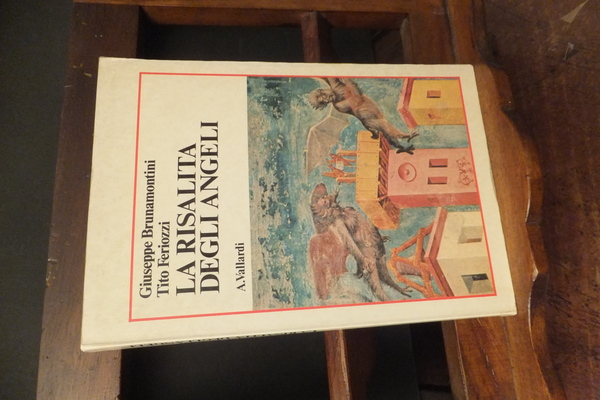 Giuseppe Brunamontini
Tito Feriozzi
LA RISALITA
DEGLI ANGELI
A.Vallardi